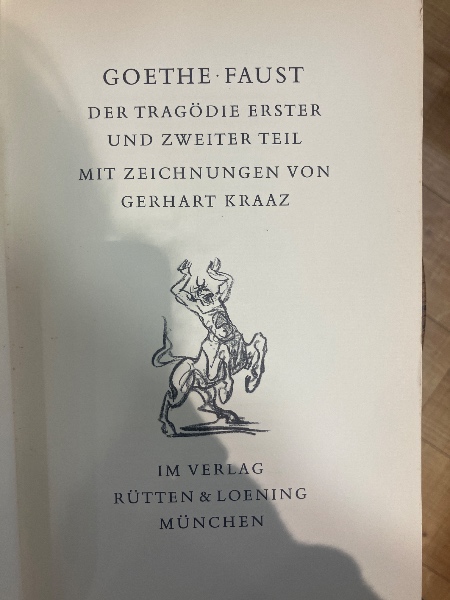 GOETHE · FAUST
DER TRAGÖDIE ERSTER
UND ZWEITER TEIL
MIT ZEICHNUNGEN VON
GERHART KRAAZ
IM VERLAG
RÜTTEN & LOENING
MÜNCHEN